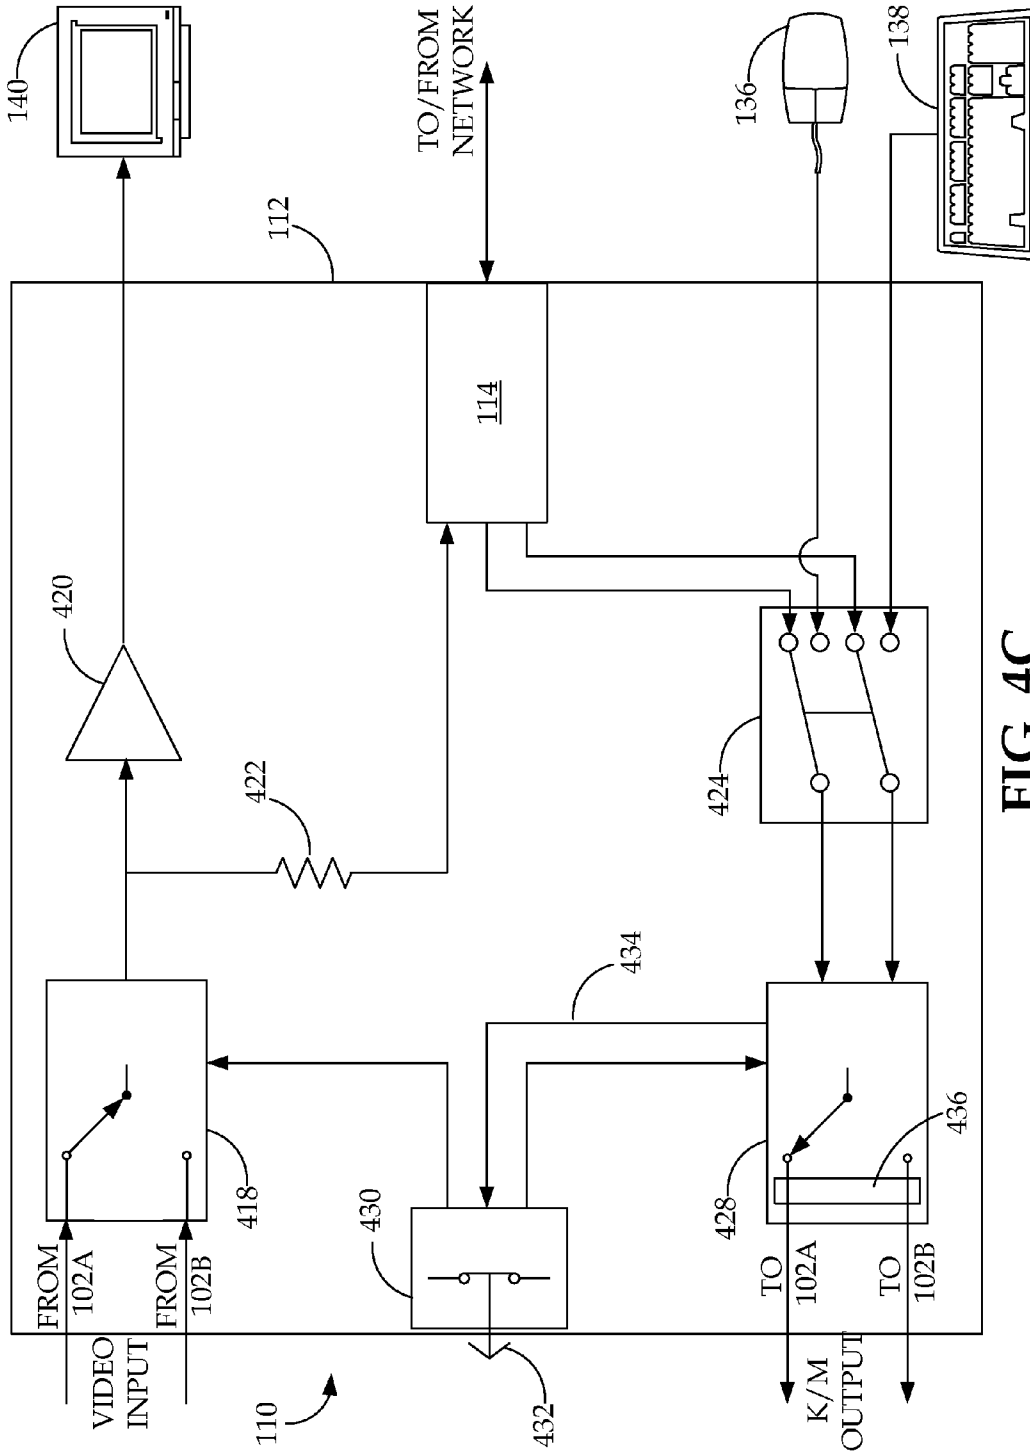 140
TO/FROM
NETWORK
136
138
112
114
420
422
424
434
418
430
428
436
FROM
102A
FROM
102B
VIDEO
INPUT
TO
102A
TO
102B
K/M
OUTPUT
110
432
FIG. 4C